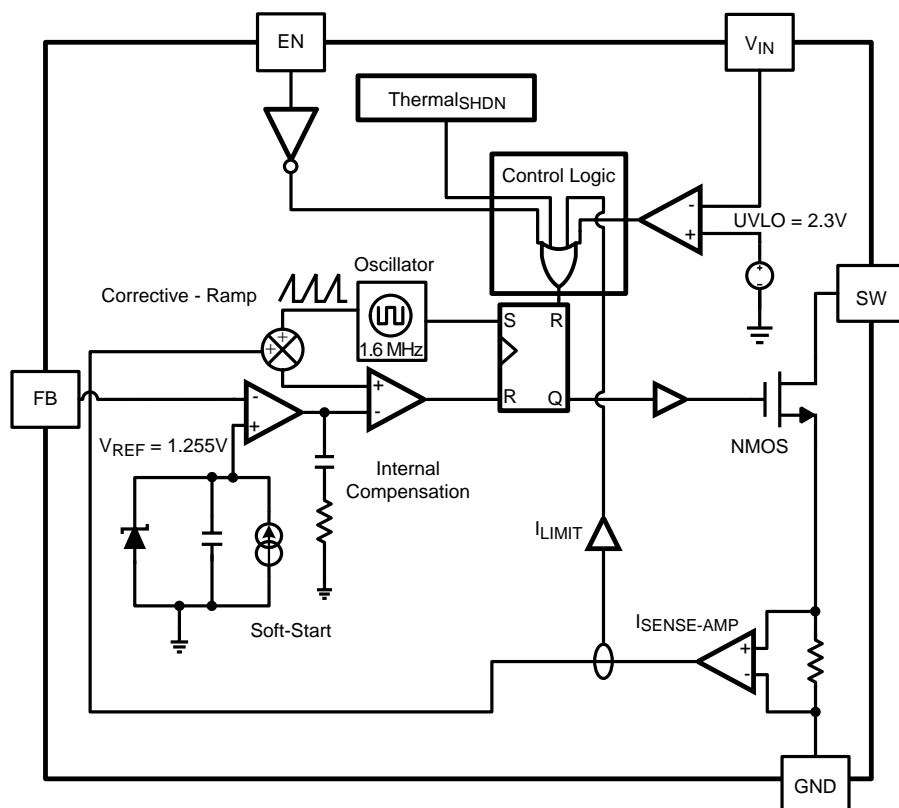 EN
VIN
ThermalSHDN
Control Logic
-
+
UVLO = 2.3V
+
-
Oscillator
Corrective - Ramp
1.6 MHz
+
+
S
R
R
Q
SW
FB
-
+
+
-
VREF = 1.255V
NMOS
Internal
Compensation
ILIMIT
Soft-Start
ISENSE-AMP
+
-
GND